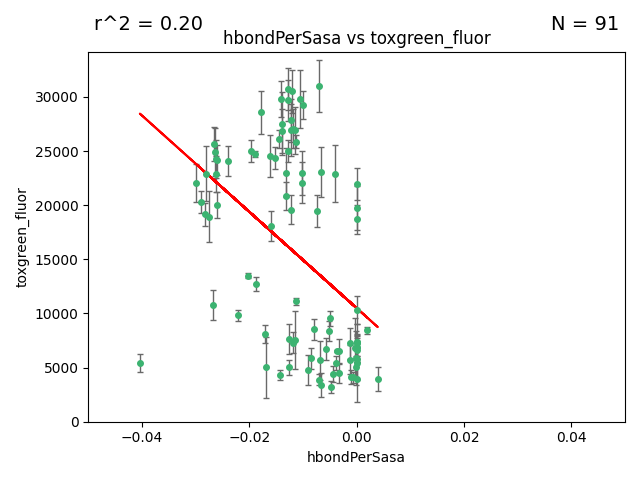 r^2 = 0.20
N = 91
hbondPerSasa vs toxgreen_fluor
toxgreen_fluor
30000
25000
20000
15000
10000
5000
0
−0.04
−0.02
0.00
0.02
0.04
hbondPerSasa